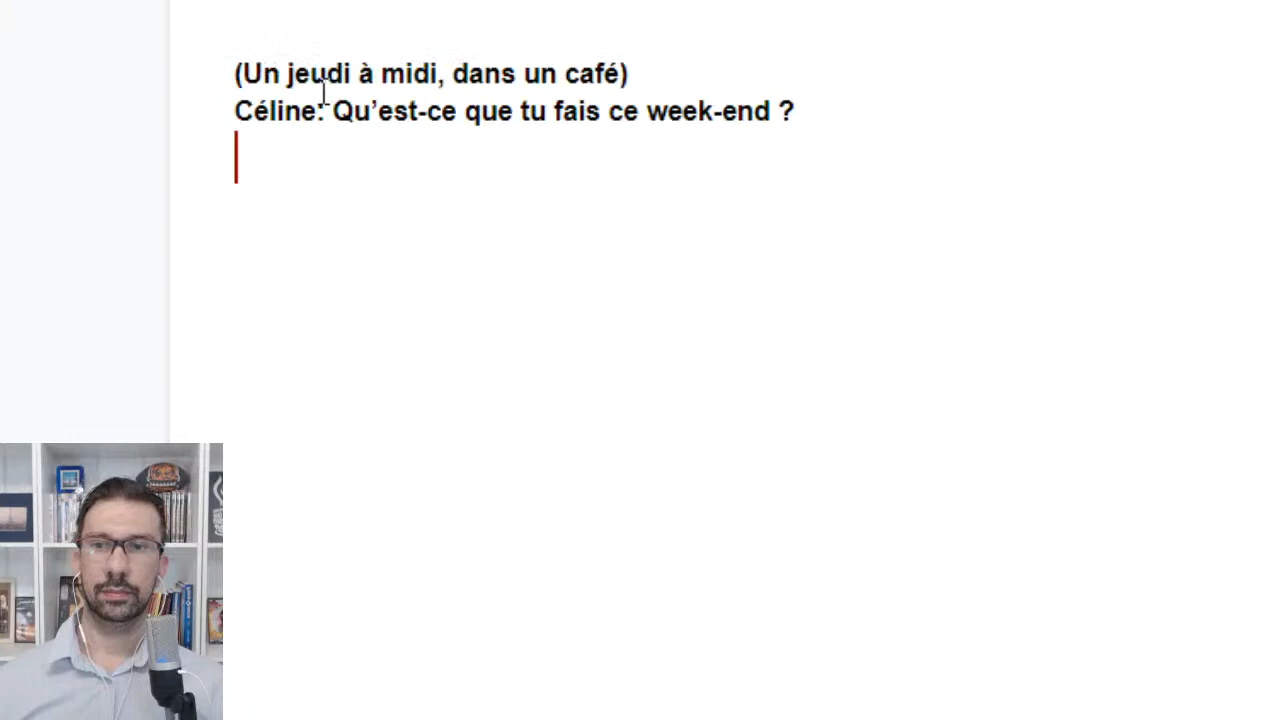 (Un jeudi à midi, dans un café)
Céline: Qu’est-ce que tu fais ce week-end ?